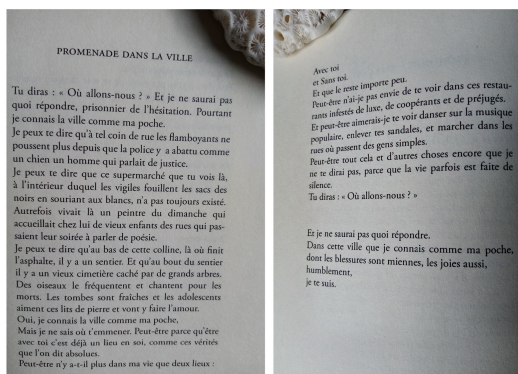 PROMENADE DANS LA VILLE
Tu diras : « Où allons-nous ? » Et je ne saurai pas
quoi répondre, prisonnier de l'hésitation. Pourtant
je connais la ville comme ma poche.
Je peux te dire qu'à tel coin de rue les flamboyants ne
poussent plus depuis que la police y a abattu comme
un chien un homme qui parlait de justice.
Je peux te dire que ce supermarché que tu vois là,
à l'intérieur duquel les vigiles fouillent les sacs des
noirs en souriant aux blancs, n'a pas toujours existé.
Autrefois vivait là un peintre du dimanche qui
accueillait chez lui de vieux enfants des rues qui pas-
saient leur soirée à parler de poésie.
Je peux te dire qu'au bas de cette colline, là où finit
l'asphalte, il y a un sentier. Et qu'au bout du sentier
il y a un vieux cimetière caché par de grands arbres.
Des oiseaux le fréquentent et chantent pour les
morts. Les tombes sont fraîches et les adolescents
aiment ces lits de pierre et vont y faire l'amour.
Oui, je connais la ville comme ma poche,
Mais je ne sais où t'emmener. Peut-être parce qu'être
avec toi c'est déjà un lieu en soi, comme ces vérités
que l'on dit absolues.
Peut-être n'y a-t-il plus dans ma vie que deux lieux :
Avec toi
et Sans toi.
Et que le reste importe peu.
Peut-être n'ai-je pas envie de te voir dans ces restau-
rants infestés de luxe, de coopérants et de préjugés.
Et peut-être aimerais-je te voir danser sur la musique
populaire, enlever tes sandales, et marcher dans les
rues où passent des gens simples.
Peut-être tout cela et d'autres choses encore que je
ne te dirai pas, parce que la vie parfois est faite de
silence.
Tu diras : « Où allons-nous ? »
Et je ne saurai pas quoi répondre.
Dans cette ville que je connais comme ma poche,
dont les blessures sont miennes, les joies aussi,
humblement,
je te suis.